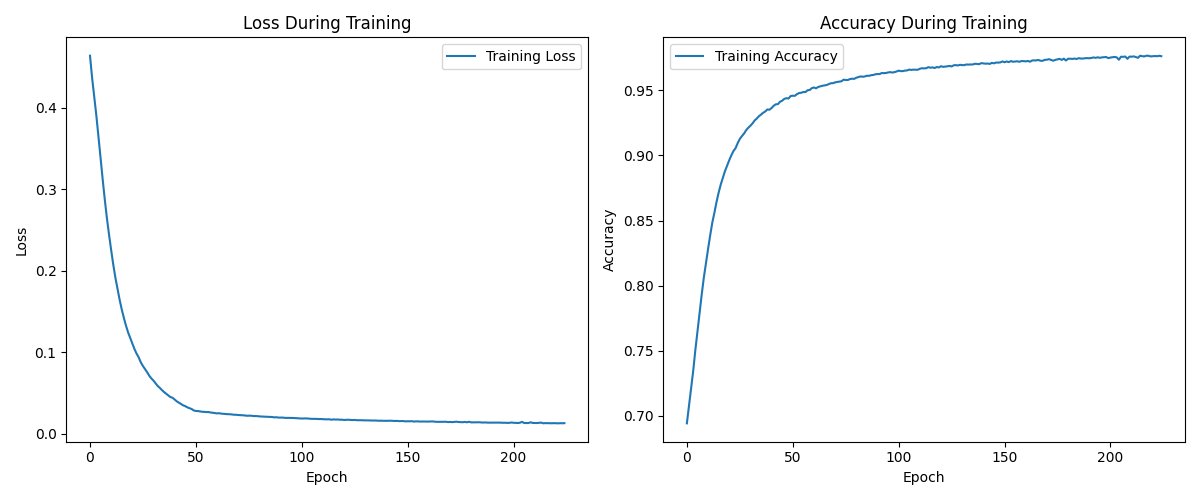 Loss During Training
Training Loss
0.4
0.3
0.2
0.1
0.0
Loss
0 50 100 150 200
Epoch
Accuracy During Training
Training Accuracy
0.95
0.90
0.85
0.80
0.75
0.70
Accuracy
0 50 100 150 200
Epoch